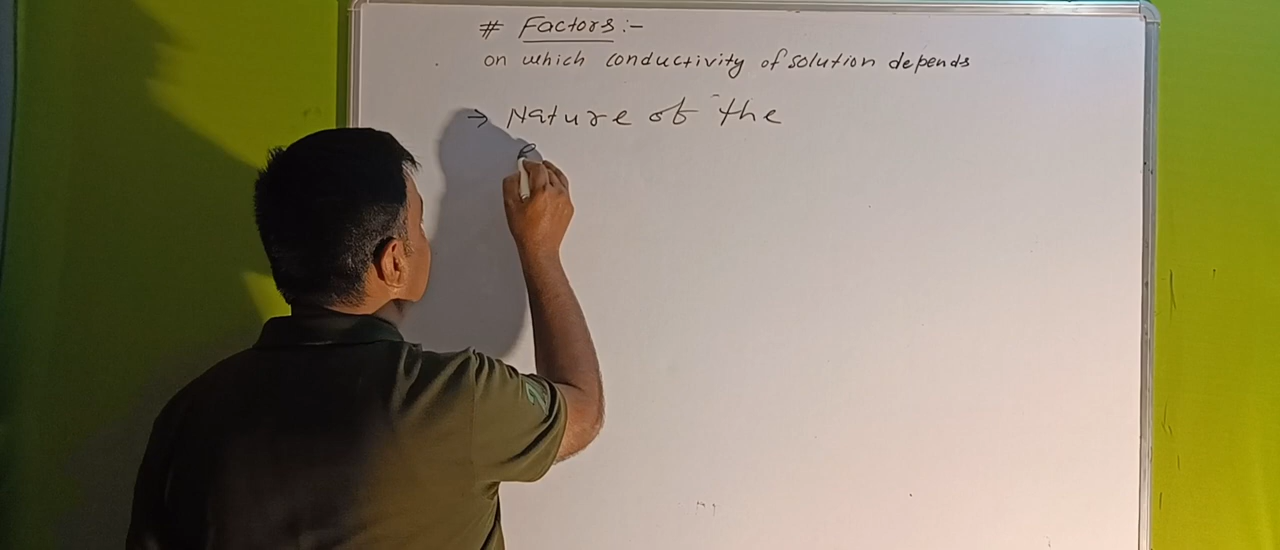 # Factors :-
on which conductivity of solution depends
→ Nature of the
e